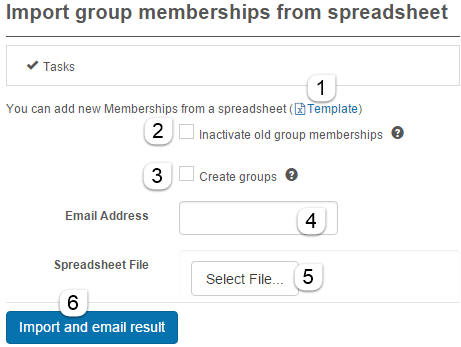 Import group memberships from spreadsheet
Tasks
1
You can add new Memberships from a spreadsheet (Template)
2 Inactivate old group memberships ?
3 Create groups ?
Email Address 4
Spreadsheet File Select File... 5
6
Import and email result